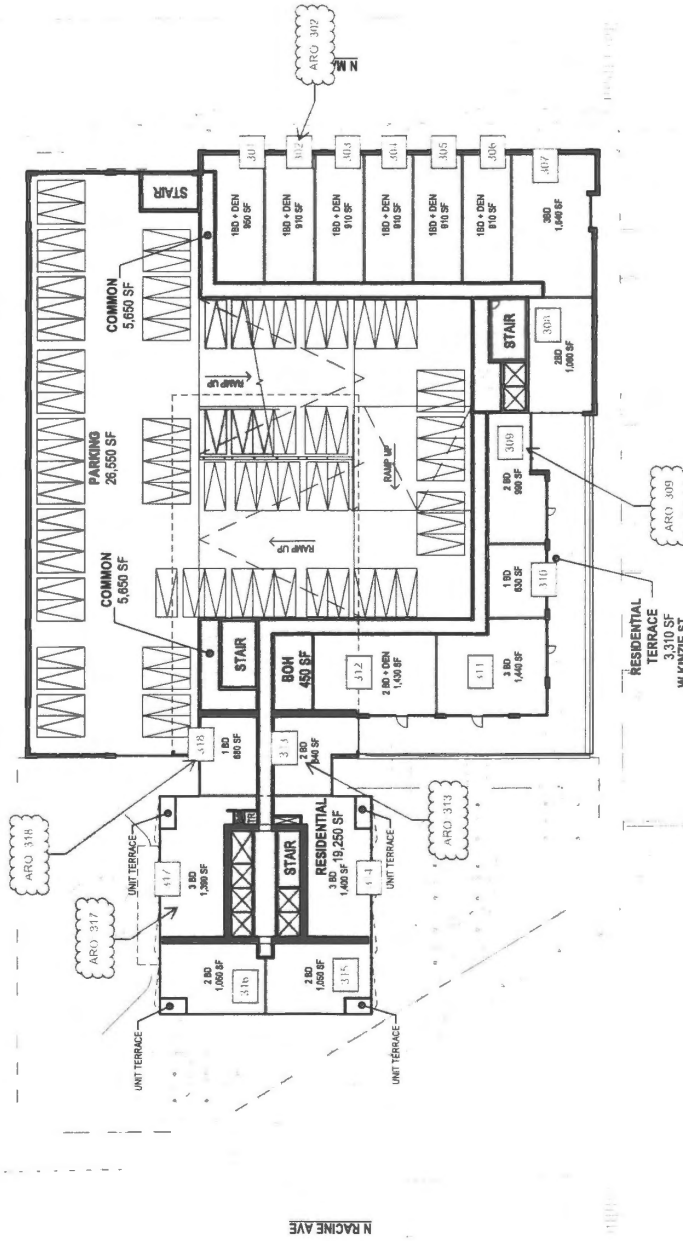 ARO 302
N MA
301
302
303
304
305
306
307
1BD + DEN
950 SF
1BD + DEN
910 SF
1BD + DEN
910 SF
1BD + DEN
910 SF
1BD + DEN
910 SF
1BD + DEN
910 SF
3BD
1,640 SF
STAIR
COMMON
5,650 SF
STAIR
308
2BD
1,080 SF
RAMP UP
PARKING
26,550 SF
RAMP UP
RAMP UP
309
2 BD
990 SF
ARO 309
COMMON
5,650 SF
310
1 BD
630 SF
RESIDENTIAL
TERRACE
3,310 SF
W KINZIE ST
STAIR
BOH
450 SF
312
2 BD + DEN
1,430 SF
311
3 BD
1,440 SF
318
1 BD
680 SF
313
2 BD
840 SF
ARO 318
ARO 313
UNIT TERRACE
317
3 BD
1,390 SF
TR
STAIR
RESIDENTIAL
19,250 SF
3 BD
1,400 SF
314
UNIT TERRACE
ARO 317
2 BD
1,050 SF
316
2 BD
1,050 SF
315
UNIT TERRACE
UNIT TERRACE
N RACINE AVE